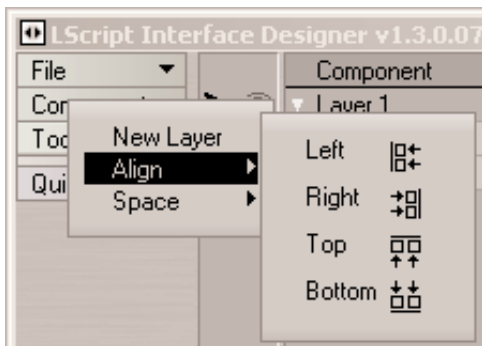 LScript Interface Designer v1.3.0.07
File
Component
Layer 1
New Layer
Align
Space
Left
Right
Top
Bottom